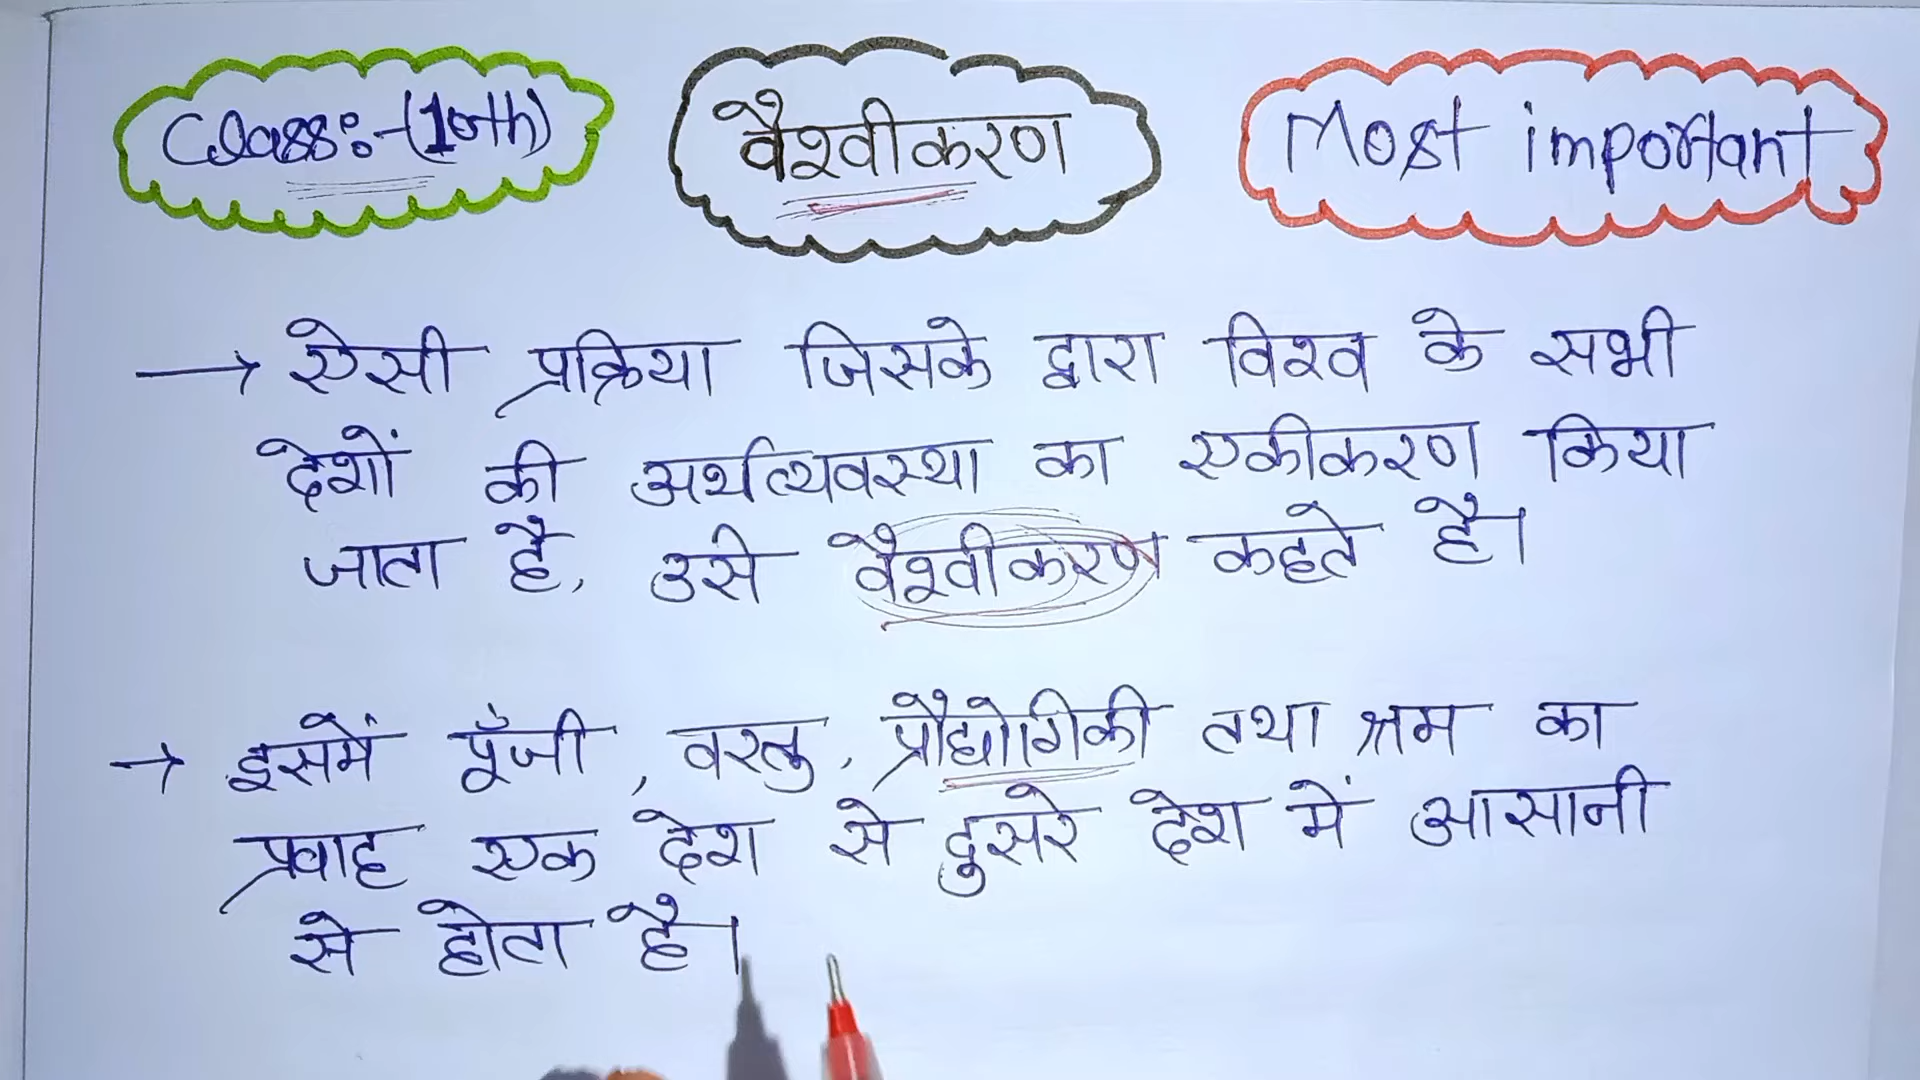 Class:-(10th)
वैश्वीकरण
Most important
→ ऐसी प्रक्रिया जिसके द्वारा विश्व के सभी
देशों की अर्थव्यवस्था का एकीकरण किया
जाता है, उसे वैश्वीकरण कहते है।
→ इसमें पूँजी, वस्तु, प्रौद्योगिकी तथा श्रम का
प्रवाह एक देश से दुसरे देश में आसानी
से होता है।